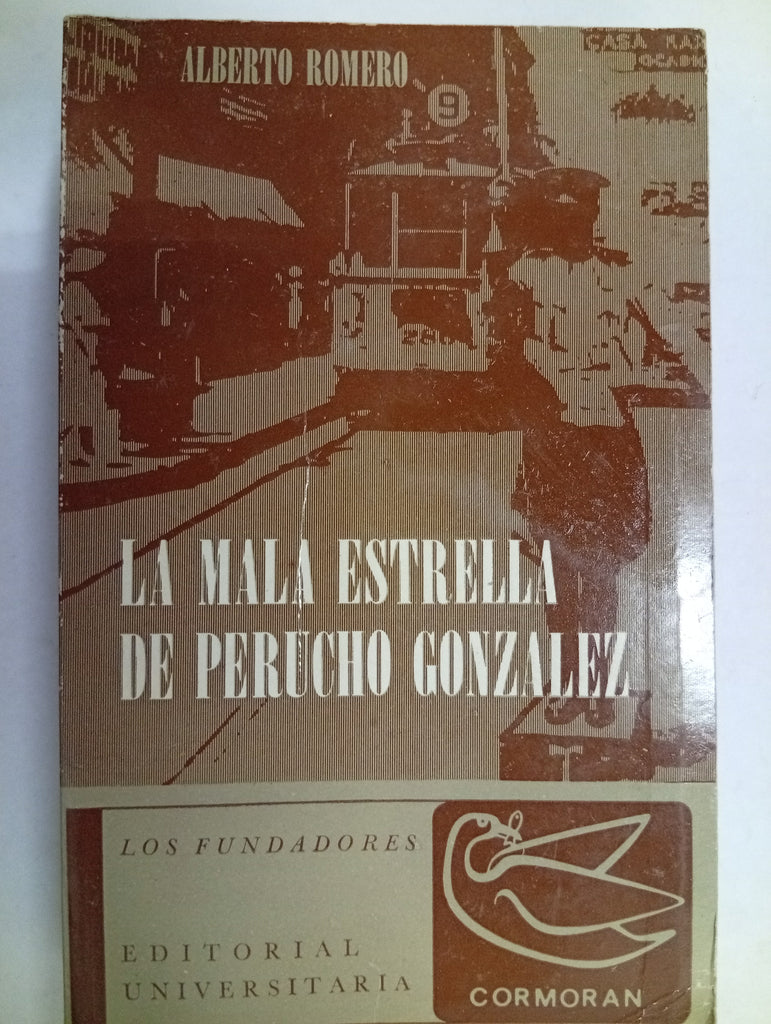 ALBERTO ROMERO
9
CASA
LA MALA ESTRELLA
DE PERUCHO GONZALEZ
LOS FUNDADORES
EDITORIAL
UNIVERSITARIA
CORMORAN